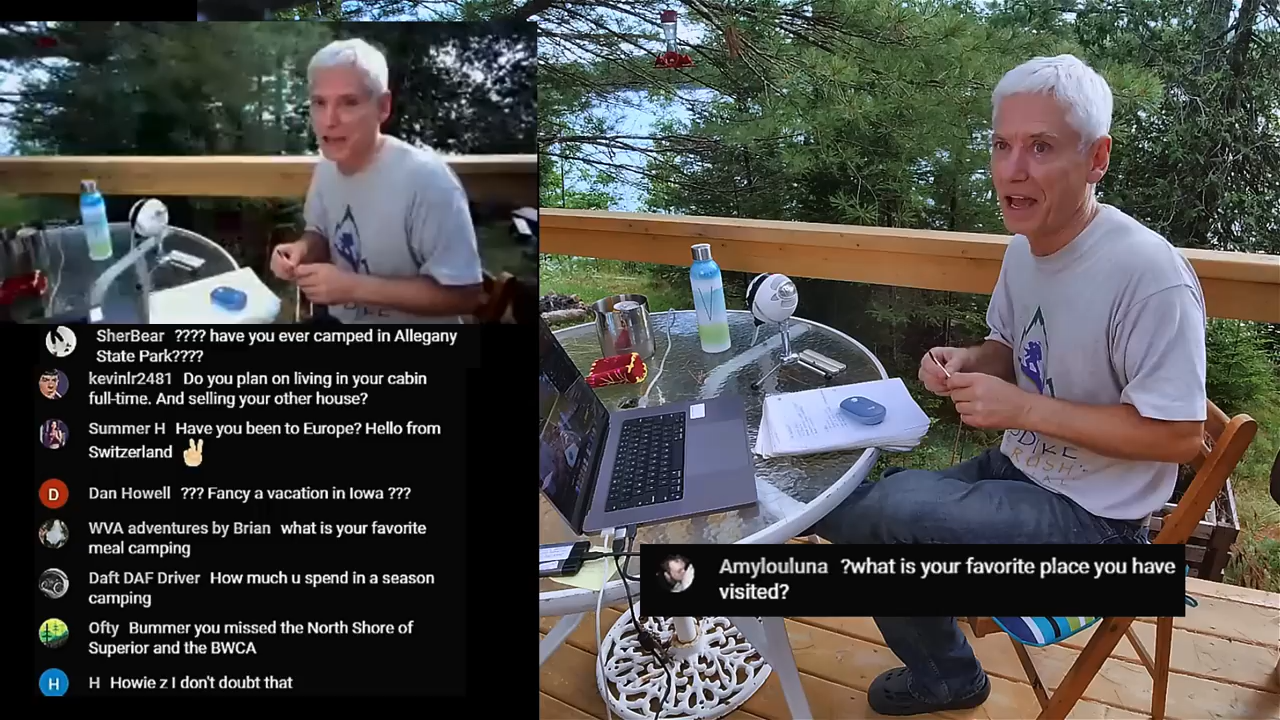 SherBear ???? have you ever camped in Allegany
State Park????
kevinlr2481 Do you plan on living in your cabin
full-time. And selling your other house?
Summer H Have you been to Europe? Hello from
Switzerland ✌🏻
D Dan Howell ??? Fancy a vacation in Iowa ???
WVA adventures by Brian what is your favorite
meal camping
Daft DAF Driver How much u spend in a season
camping
Ofty Bummer you missed the North Shore of
Superior and the BWCA
H H Howie z I don't doubt that
Amylouluna ?what is your favorite place you have
visited?